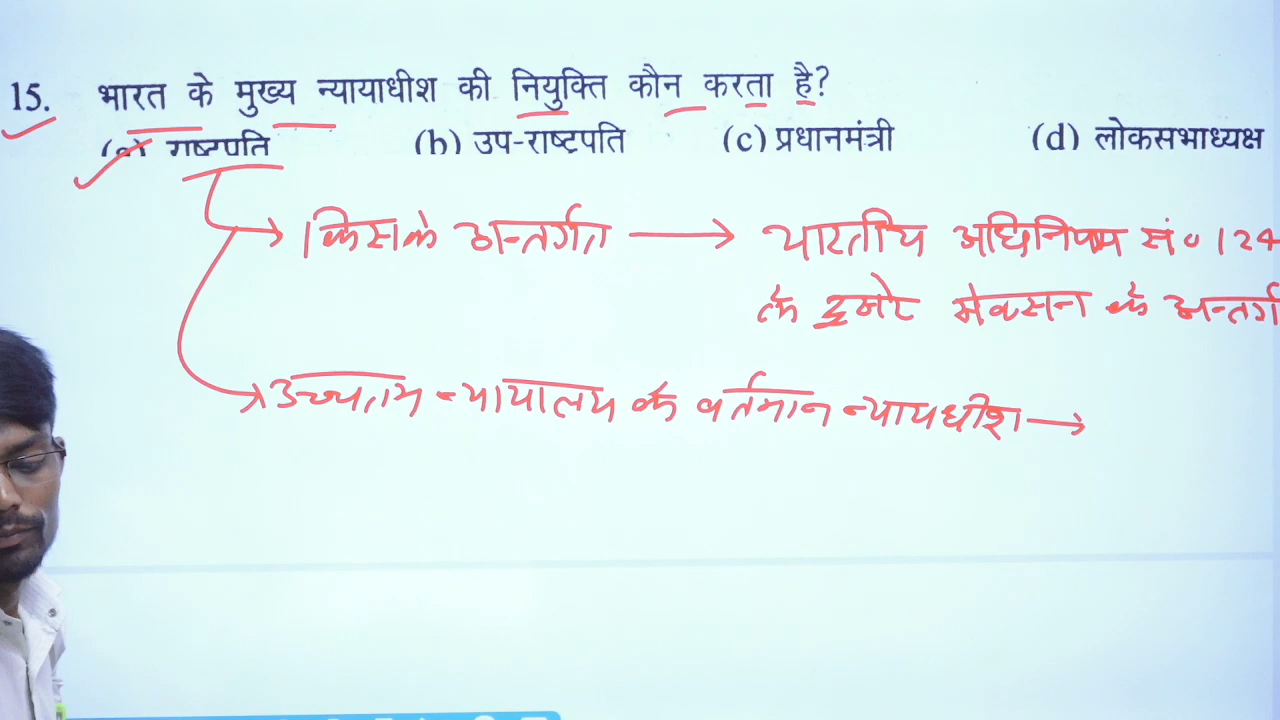 15. भारत के मुख्य न्यायाधीश की नियुक्ति कौन करता है?
(a) राष्ट्रपति (b) उप-राष्ट्रपति (c) प्रधानमंत्री (d) लोकसभाध्यक्ष
किसके अन्तर्गत → भारतीय अधिनियम सं० 124
के दूसरे सेक्सन के अन्तर्ग
उच्चतम न्यायालय के वर्तमान न्यायधीश →